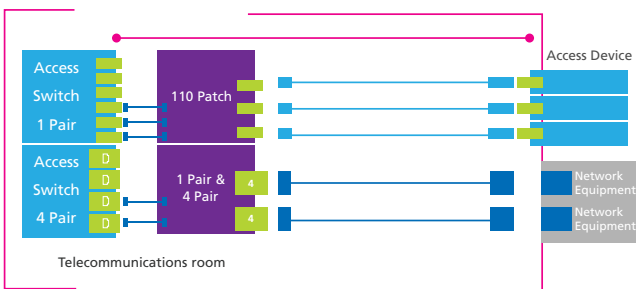 Access Device
Access
Switch
1 Pair
110 Patch
Access
Switch
4 Pair
D
D
D
D
1 Pair &
4 Pair
4
4
Network
Equipment
Network
Equipment
Telecommunications room